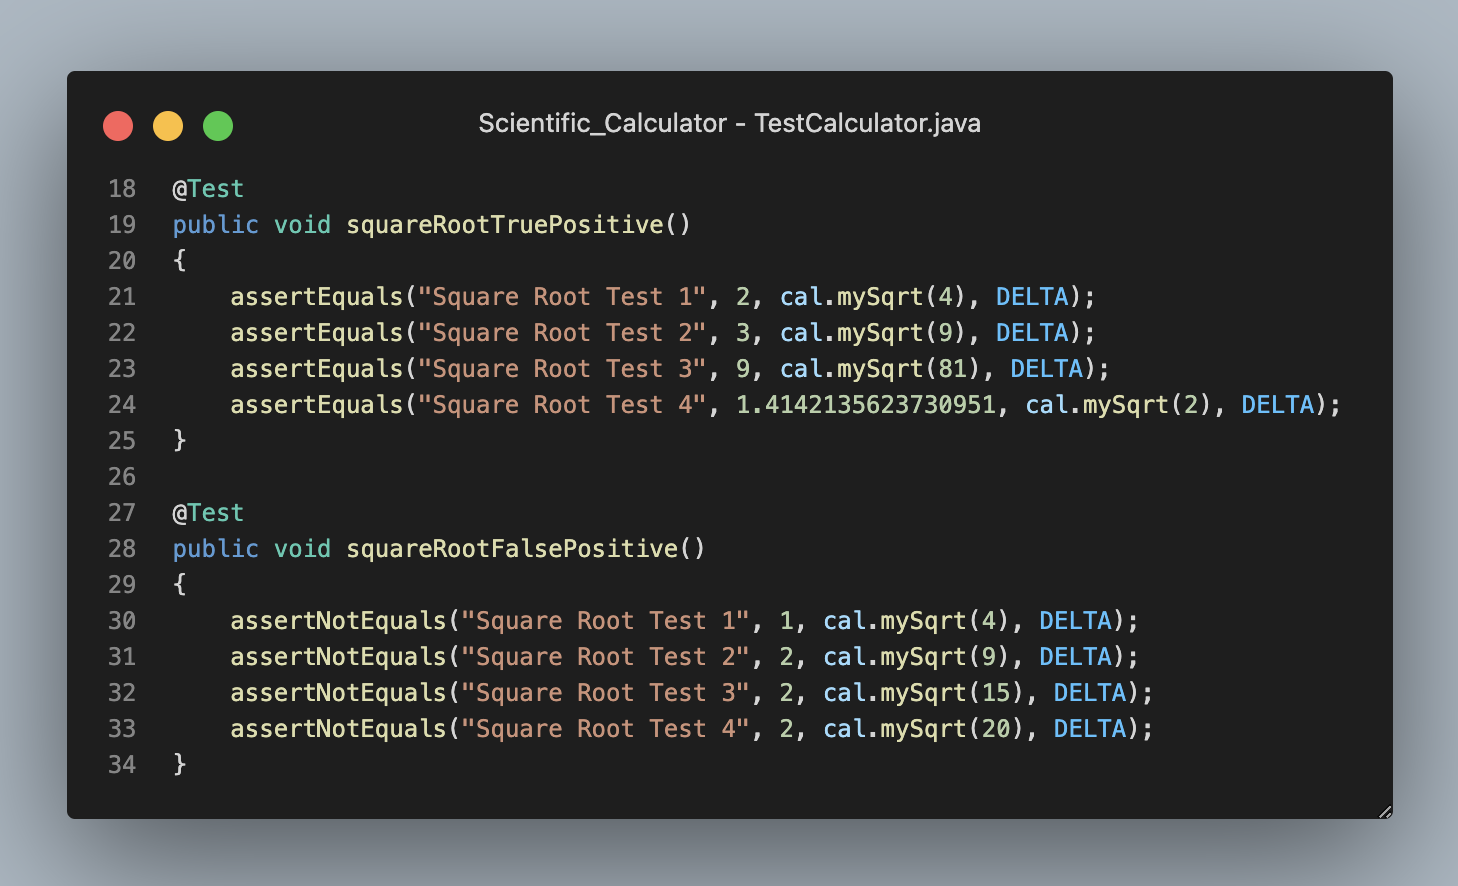 Scientific_Calculator - TestCalculator.java
18 @Test
19 public void squareRootTruePositive()
20 {
21     assertEquals("Square Root Test 1", 2, cal.mySqrt(4), DELTA);
22     assertEquals("Square Root Test 2", 3, cal.mySqrt(9), DELTA);
23     assertEquals("Square Root Test 3", 9, cal.mySqrt(81), DELTA);
24     assertEquals("Square Root Test 4", 1.4142135623730951, cal.mySqrt(2), DELTA);
25 }
26
27 @Test
28 public void squareRootFalsePositive()
29 {
30     assertNotEquals("Square Root Test 1", 1, cal.mySqrt(4), DELTA);
31     assertNotEquals("Square Root Test 2", 2, cal.mySqrt(9), DELTA);
32     assertNotEquals("Square Root Test 3", 2, cal.mySqrt(15), DELTA);
33     assertNotEquals("Square Root Test 4", 2, cal.mySqrt(20), DELTA);
34 }